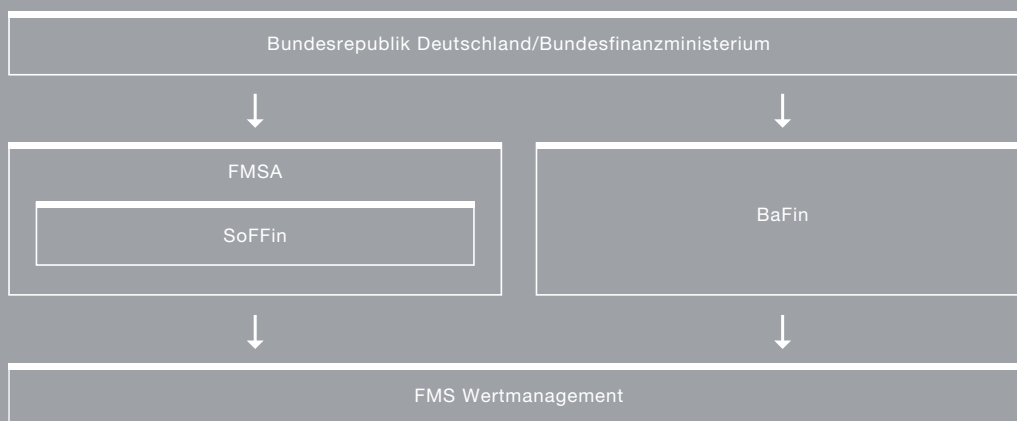 Bundesrepublik Deutschland/Bundesfinanzministerium
FMSA
SoFFin
BaFin
FMS Wertmanagement